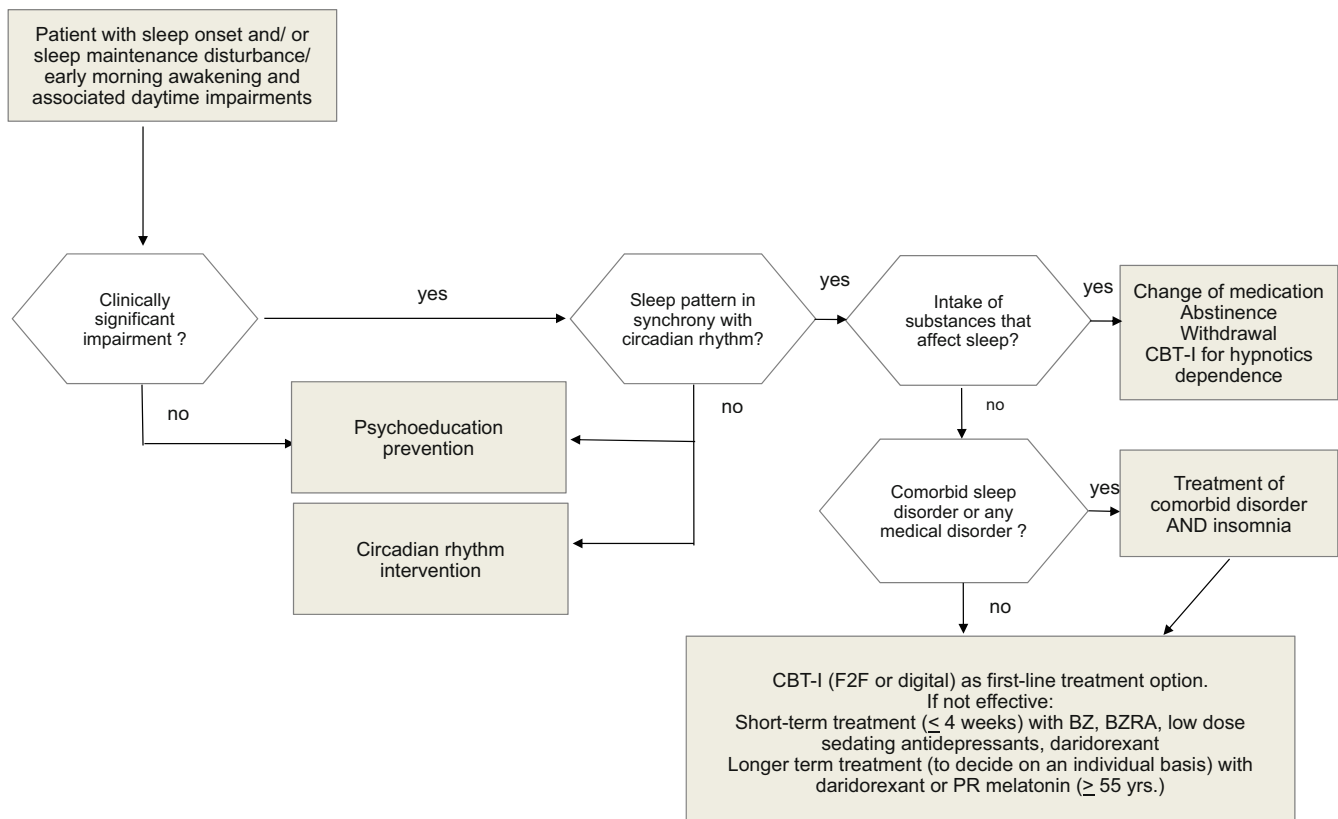 Patient with sleep onset and/ or
sleep maintenance disturbance/
early morning awakening and
associated daytime impairments
Clinically
significant
impairment ?
yes
no
Sleep pattern in
synchrony with
circadian rhythm?
yes
no
Psychoeducation
prevention
Circadian rhythm
intervention
Intake of
substances that
affect sleep?
yes
no
Change of medication
Abstinence
Withdrawal
CBT-I for hypnotics
dependence
Comorbid sleep
disorder or any
medical disorder ?
yes
no
Treatment of
comorbid disorder
AND insomnia
CBT-I (F2F or digital) as first-line treatment option.
If not effective:
Short-term treatment (≤ 4 weeks) with BZ, BZRA, low dose
sedating antidepressants, daridorexant
Longer term treatment (to decide on an individual basis) with
daridorexant or PR melatonin (≥ 55 yrs.)